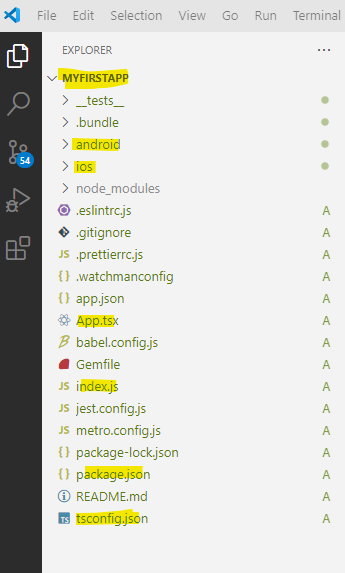 File Edit Selection View Go Run Terminal
EXPLORER
MYFIRSTAPP
__tests__
.bundle
android
ios
54
node_modules
.eslintrc.js A
.gitignore A
.prettierrc.js A
.watchmanconfig A
app.json A
App.tsx A
babel.config.js A
Gemfile A
index.js A
jest.config.js A
metro.config.js A
package-lock.json A
package.json A
README.md A
tsconfig.json A